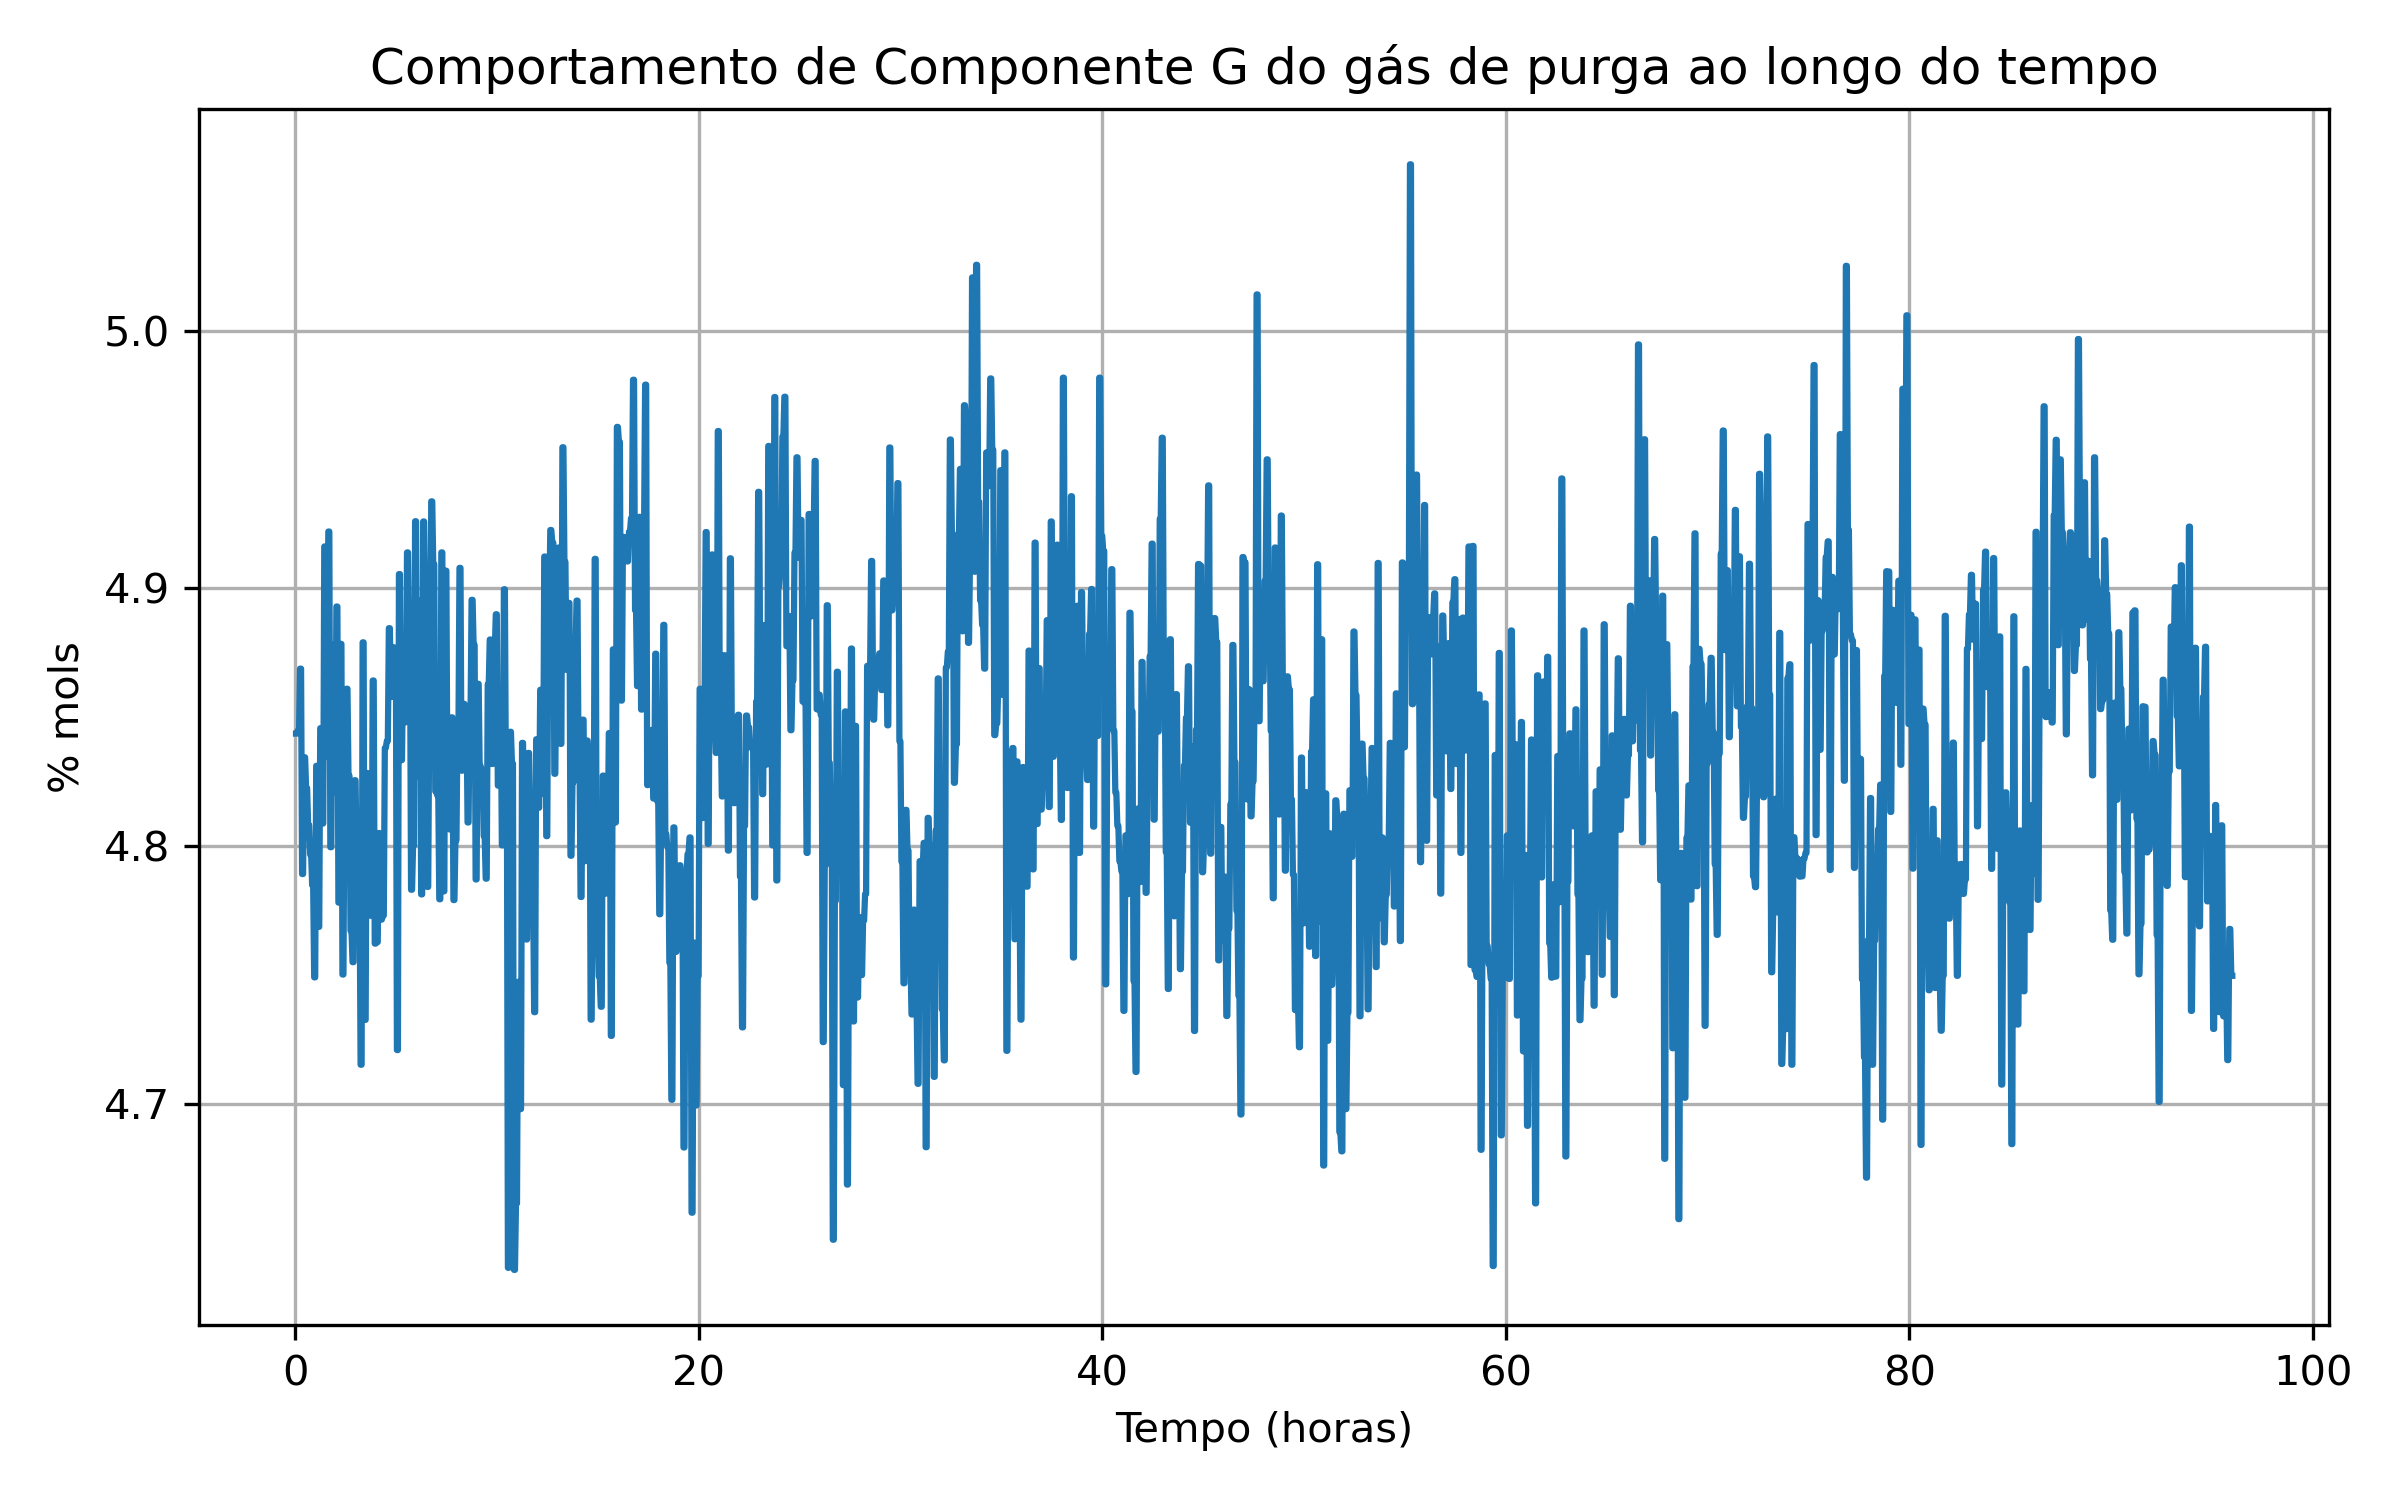 Comportamento de Componente G do gás de purga ao longo do tempo
% mols
5.0
4.9
4.8
4.7
0 20 40 60 80 100
Tempo (horas)